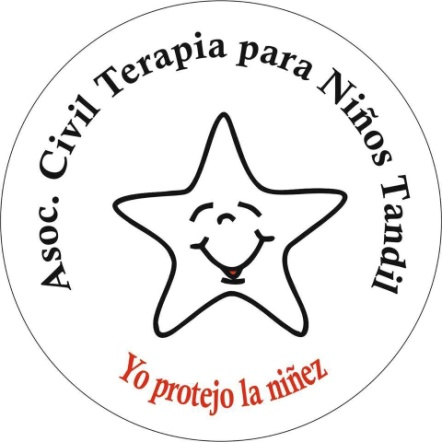 Asoc. Civil Terapia para Niños Tandil
Yo protejo la niñez